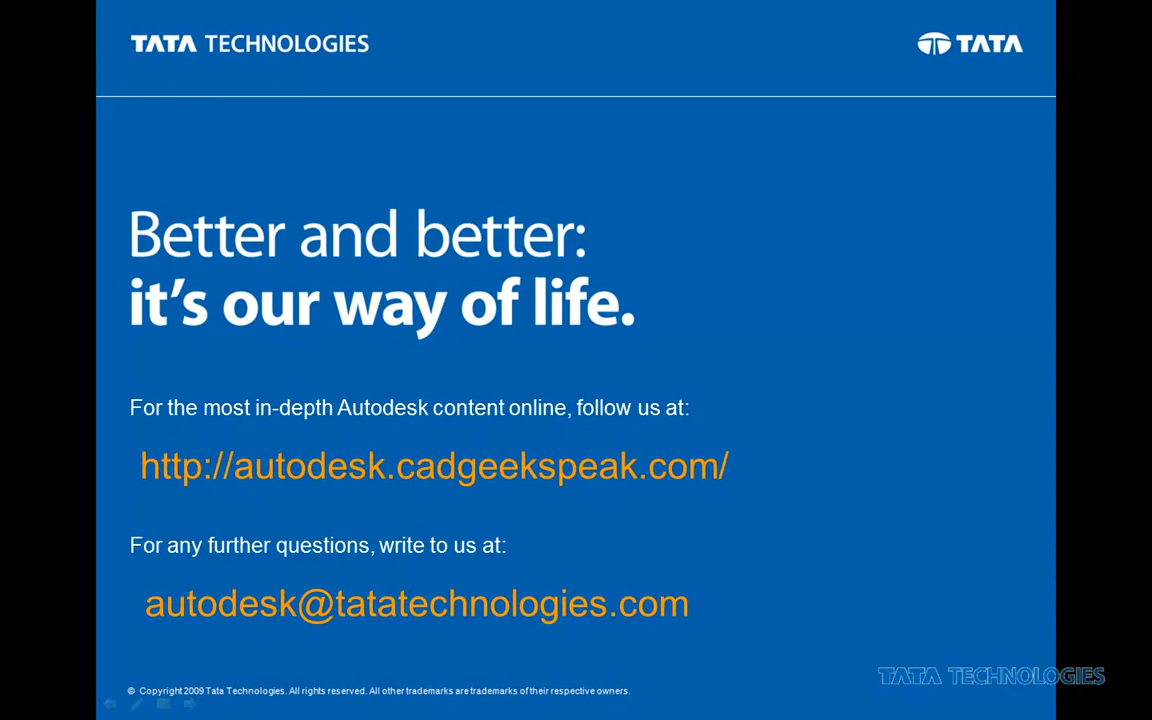 TATA TECHNOLOGIES
TATA
Better and better:
it's our way of life.
For the most in-depth Autodesk content online, follow us at:
http://autodesk.cadgeekspeak.com/
For any further questions, write to us at:
autodesk@tatatechnologies.com
TATA TECHNOLOGIES
© Copyright 2009 Tata Technologies. All rights reserved. All other trademarks are trademarks of their respective owners.